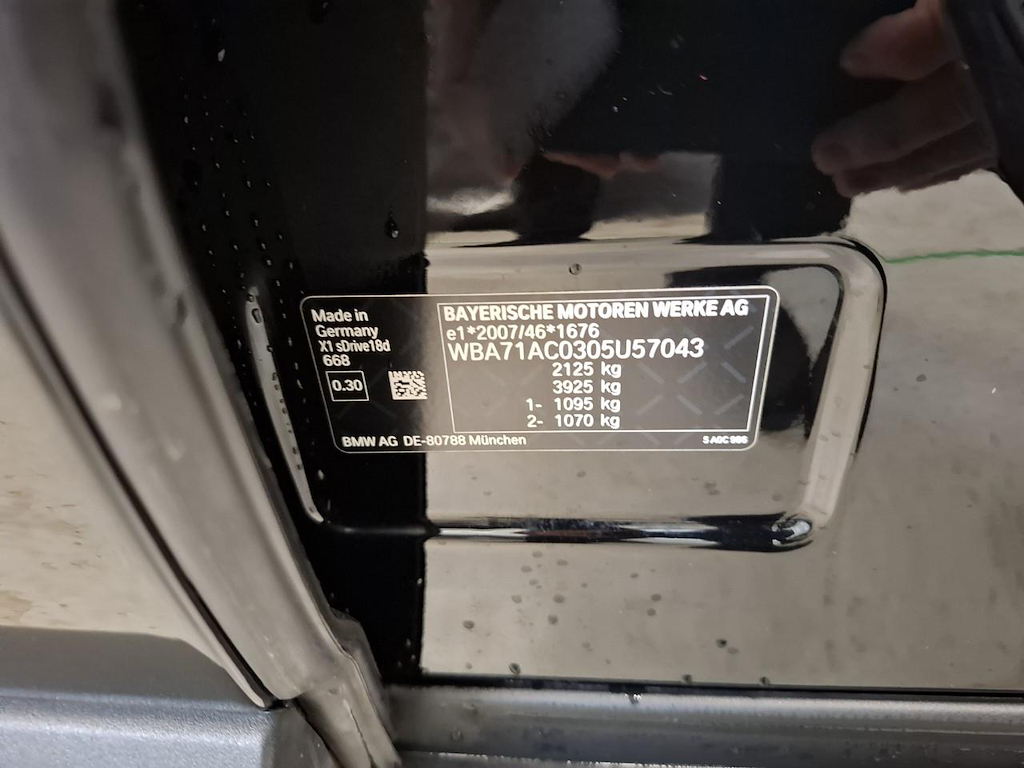 Made in
Germany
X1 sDrive18d
668
0.30
BAYERISCHE MOTOREN WERKE AG
e1*2007/46*1676
WBA71AC0305U57043
2125 kg
3925 kg
1- 1095 kg
2- 1070 kg
BMW AG DE-80788 München